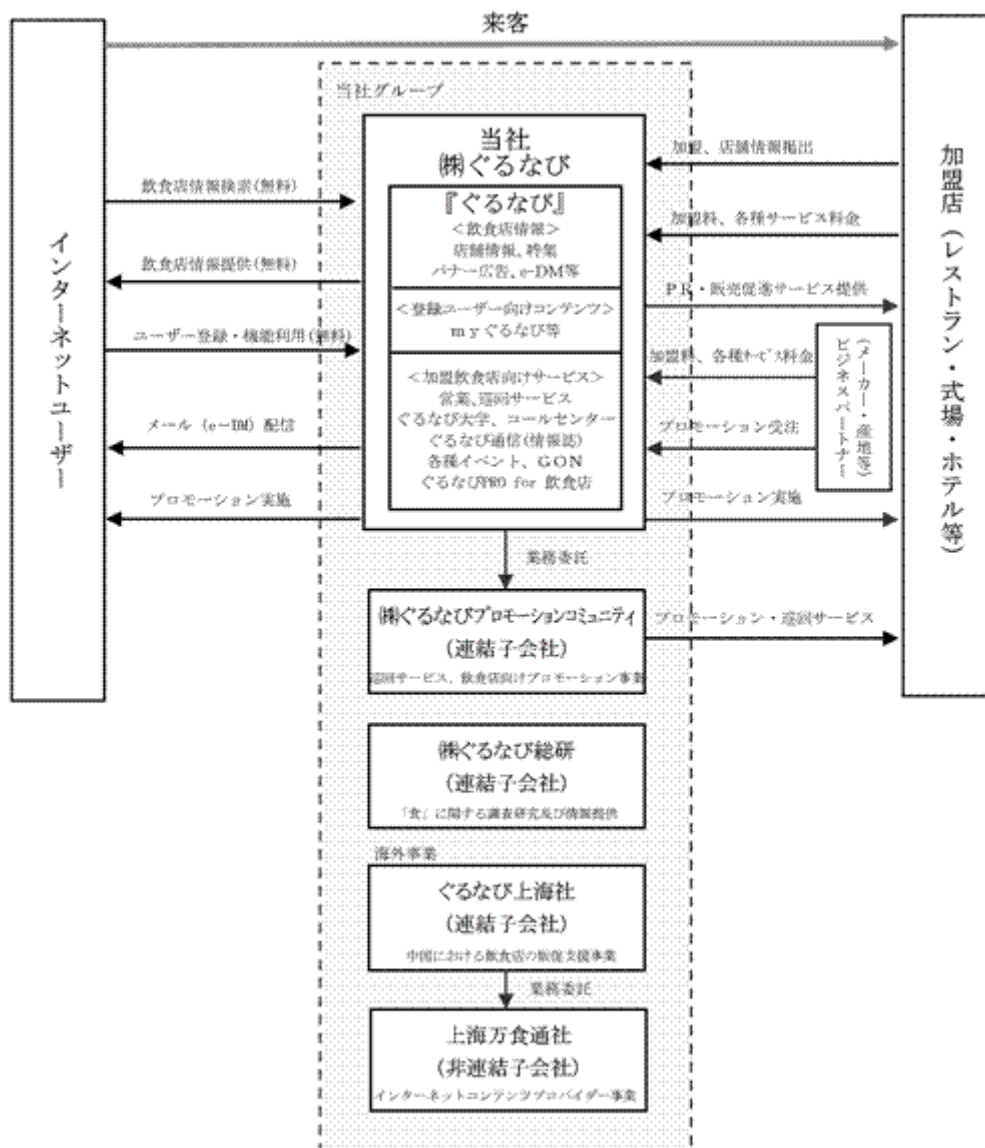 来客
当社グループ
当社
㈱ぐるなび
『ぐるなび』
<飲食店情報>
店舗情報、特集
バナー広告、e-DM等
<登録ユーザー向けコンテンツ>
myぐるなび等
<加盟飲食店向けサービス>
営業、巡回サービス
ぐるなび大学、コールセンター
ぐるなび通信(情報誌)
各種イベント、GON
ぐるなびPRO for 飲食店
インターネットユーザー
飲食店情報検索(無料)
飲食店情報提供(無料)
ユーザー登録・機能利用(無料)
メール (e-DM) 配信
プロモーション実施
加盟、店舗情報掲出
加盟料、各種サービス料金
PR・販売促進サービス提供
加盟料、各種サービス料金
プロモーション受注
プロモーション実施
ビジネスパートナー
(メーカー・産地等)
加盟店 (レストラン・式場・ホテル等)
業務委託
㈱ぐるなびプロモーションコミュニティ
(連結子会社)
巡回サービス、飲食店向けプロモーション事業
プロモーション・巡回サービス
㈱ぐるなび総研
(連結子会社)
「食」に関する調査研究及び情報提供
海外事業
ぐるなび上海社
(連結子会社)
中国における飲食店の販促支援事業
業務委託
上海万食通社
(非連結子会社)
インターネットコンテンツプロバイダー事業